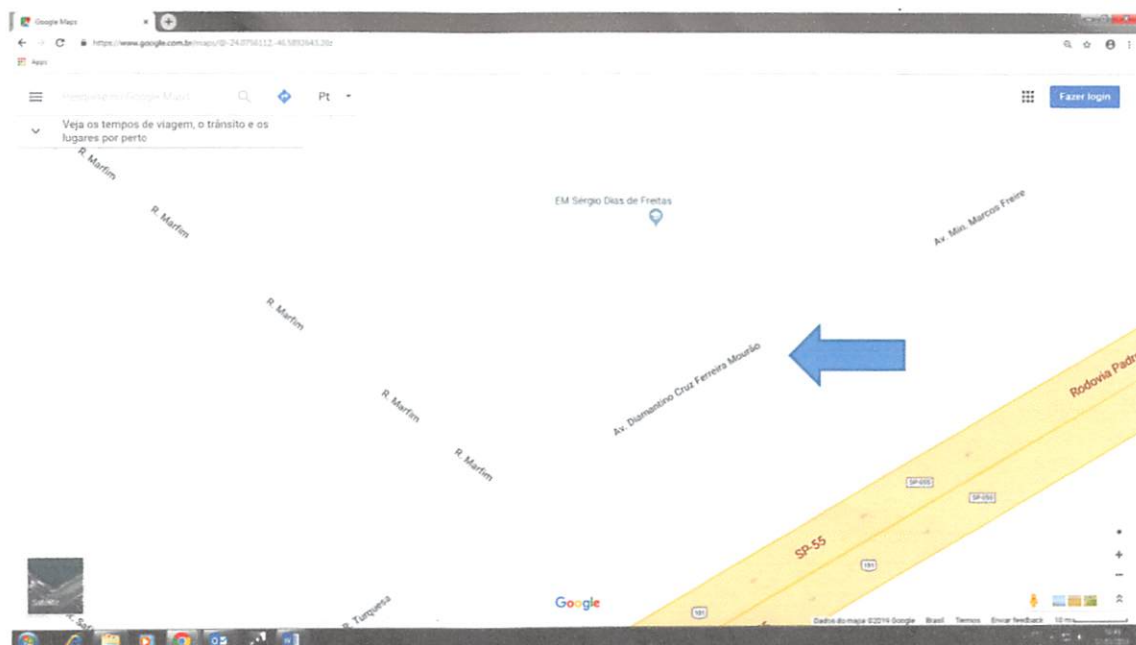 Google Maps
Apps
Pt
Fazer login
Veja os tempos de viagem, o trânsito e os
lugares por perto
R. Marfim
R. Marfim
EM Sérgio Dias de Freitas
Av. Min. Marcos Freire
R. Marfim
Av. Diamantino Cruz Ferreira Mourão
Rodovia Padre
R. Marfim
R. Marfim
SP-055
SP-055
SP-55
101
101
R. Turquesa
Google
Dados do mapa ©2019 Google Brasil Termos Enviar feedback 10 m